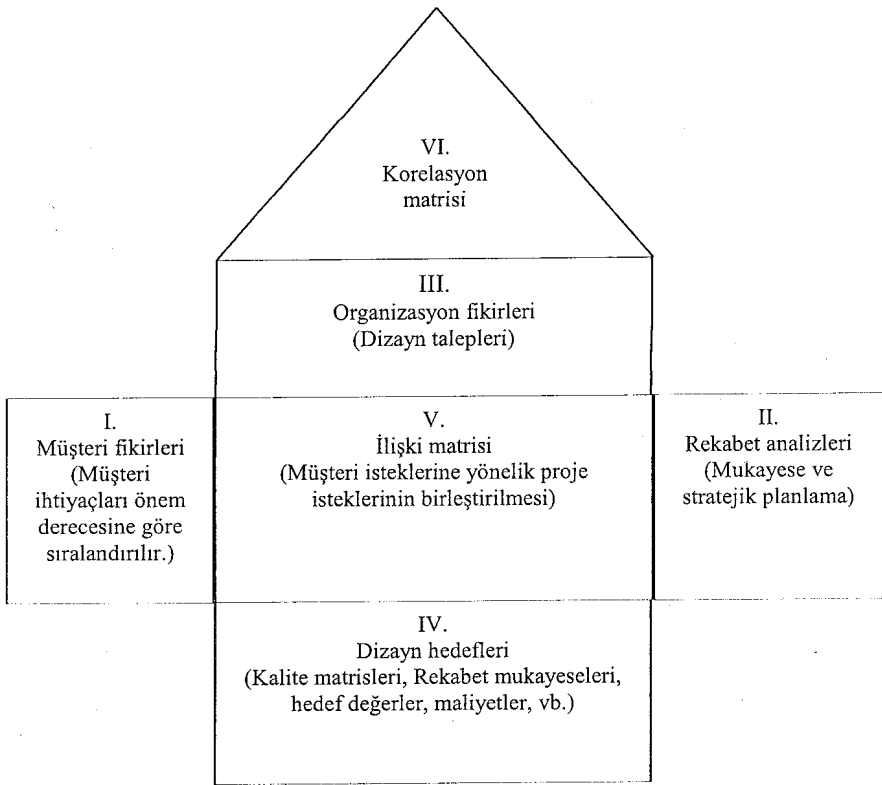 VI.
Korelasyon
matrisi
III.
Organizasyon fikirleri
(Dizayn talepleri)
I.
Müşteri fikirleri
(Müşteri
ihtiyaçları önem
derecesine göre
sıralandırılır.)
V.
İlişki matrisi
(Müşteri isteklerine yönelik proje
isteklerinin birleştirilmesi)
II.
Rekabet analizleri
(Mukayese ve
stratejik planlama)
IV.
Dizayn hedefleri
(Kalite matrisleri, Rekabet mukayeseleri,
hedef değerler, maliyetler, vb.)